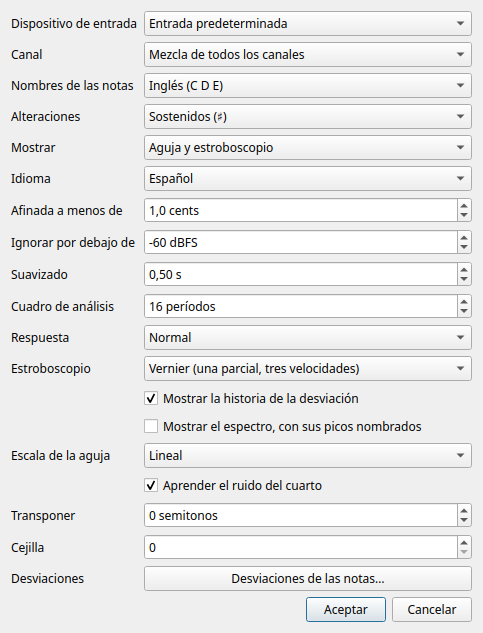 Dispositivo de entrada Entrada predeterminada
Canal Mezcla de todos los canales
Nombres de las notas Inglés (C D E)
Alteraciones Sostenidos (♯)
Mostrar Aguja y estroboscopio
Idioma Español
Afinada a menos de 1,0 cents
Ignorar por debajo de -60 dBFS
Suavizado 0,50 s
Cuadro de análisis 16 períodos
Respuesta Normal
Estroboscopio Vernier (una parcial, tres velocidades)
Mostrar la historia de la desviación
Mostrar el espectro, con sus picos nombrados
Escala de la aguja Lineal
Aprender el ruido del cuarto
Transponer 0 semitonos
Cejilla 0
Desviaciones Desviaciones de las notas...
Aceptar Cancelar